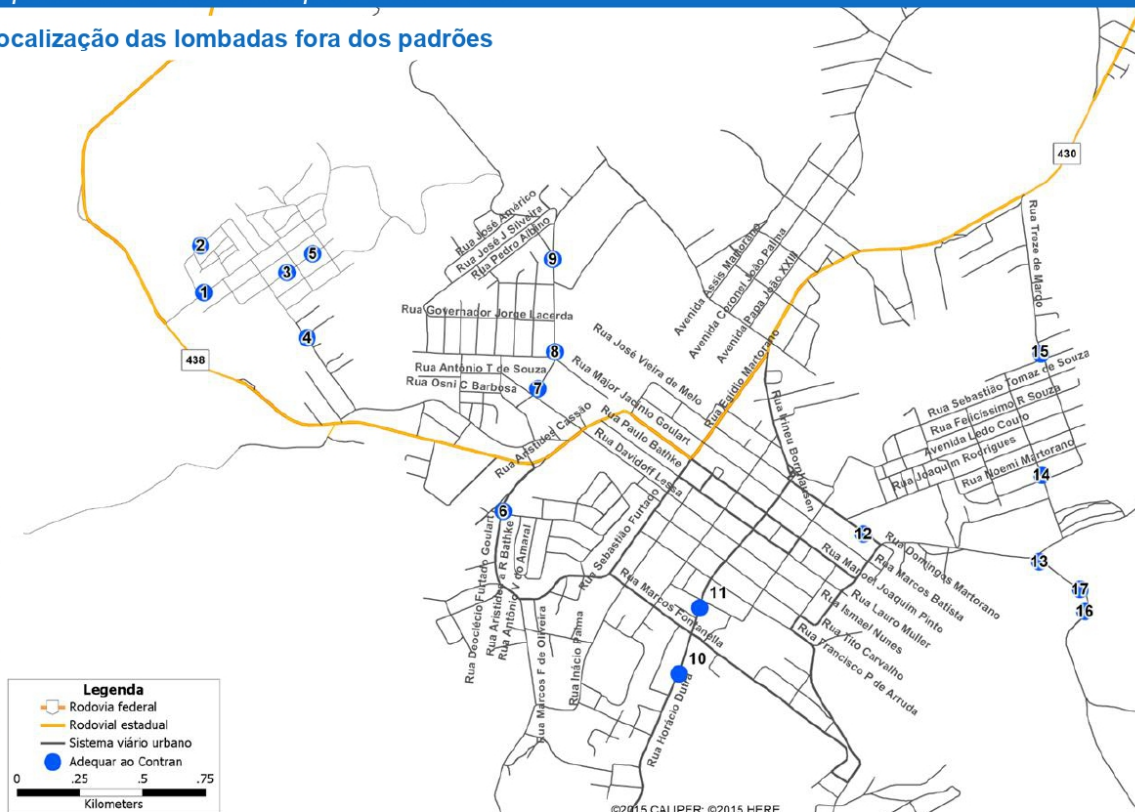 ocalização das lombadas fora dos padrões
430
438
2
5
3
1
4
9
8
7
6
11
10
12
15
14
13
17
16
Rua José Américo
Rua José J Silveira
Rua Pedro Albino
Rua Governador Jorge Lacerda
Rua Antonio T de Souza
Rua Osni C Barbosa
Rua José Vieira de Melo
Rua Major Jacinto Goulart
Rua Paulo Bathke
Rua Davidoff Lessa
Rua Aristides Cassão
Avenida Assis Martorano
Avenida Coronel João Palma
Avenida Papa João XXIII
Rua Egidio Martorano
Rua Irineu Bornhausen
Rua Treze de Março
Rua Sebastião Tomaz de Souza
Rua Felicissimo R Souza
Avenida Ledo Couto
Rua Joaquim Rodrigues
Rua Noemi Martorano
Rua Sebastião Furtado
Rua Marcos Fontanella
Rua Domingas Martorano
Rua Marcos Batista
Rua Manoel Joaquim Pinto
Rua Lauro Muller
Rua Ismael Nunes
Rua Tito Carvalho
Rua Francisco P de Arruda
Rua Deoclécio Furtado Goulart
Rua Aristides R Bathke
Rua Antônio V do Amaral
Rua Marcos F de Oliveira
Rua Inácio Palma
Rua Horácio Dutra
Legenda
Rodovia federal
Rodovial estadual
Sistema viário urbano
Adequar ao Contran
0 .25 .5 .75
Kilometers
©2015 CALIPER; ©2015 HERE